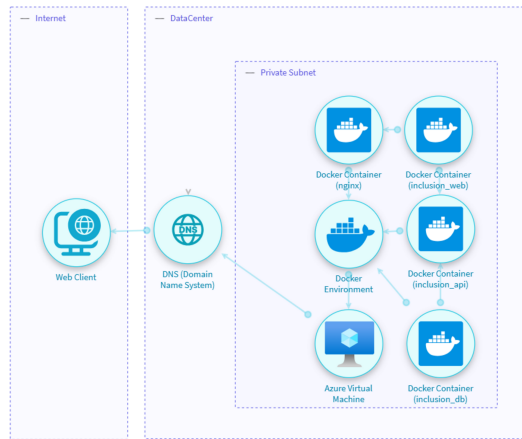 Internet
DataCenter
Private Subnet
Docker Container
(nginx)
Docker Container
(inclusion_web)
Web Client
DNS
DNS (Domain
Name System)
Docker
Environment
Docker Container
(inclusion_api)
Azure Virtual
Machine
Docker Container
(inclusion_db)